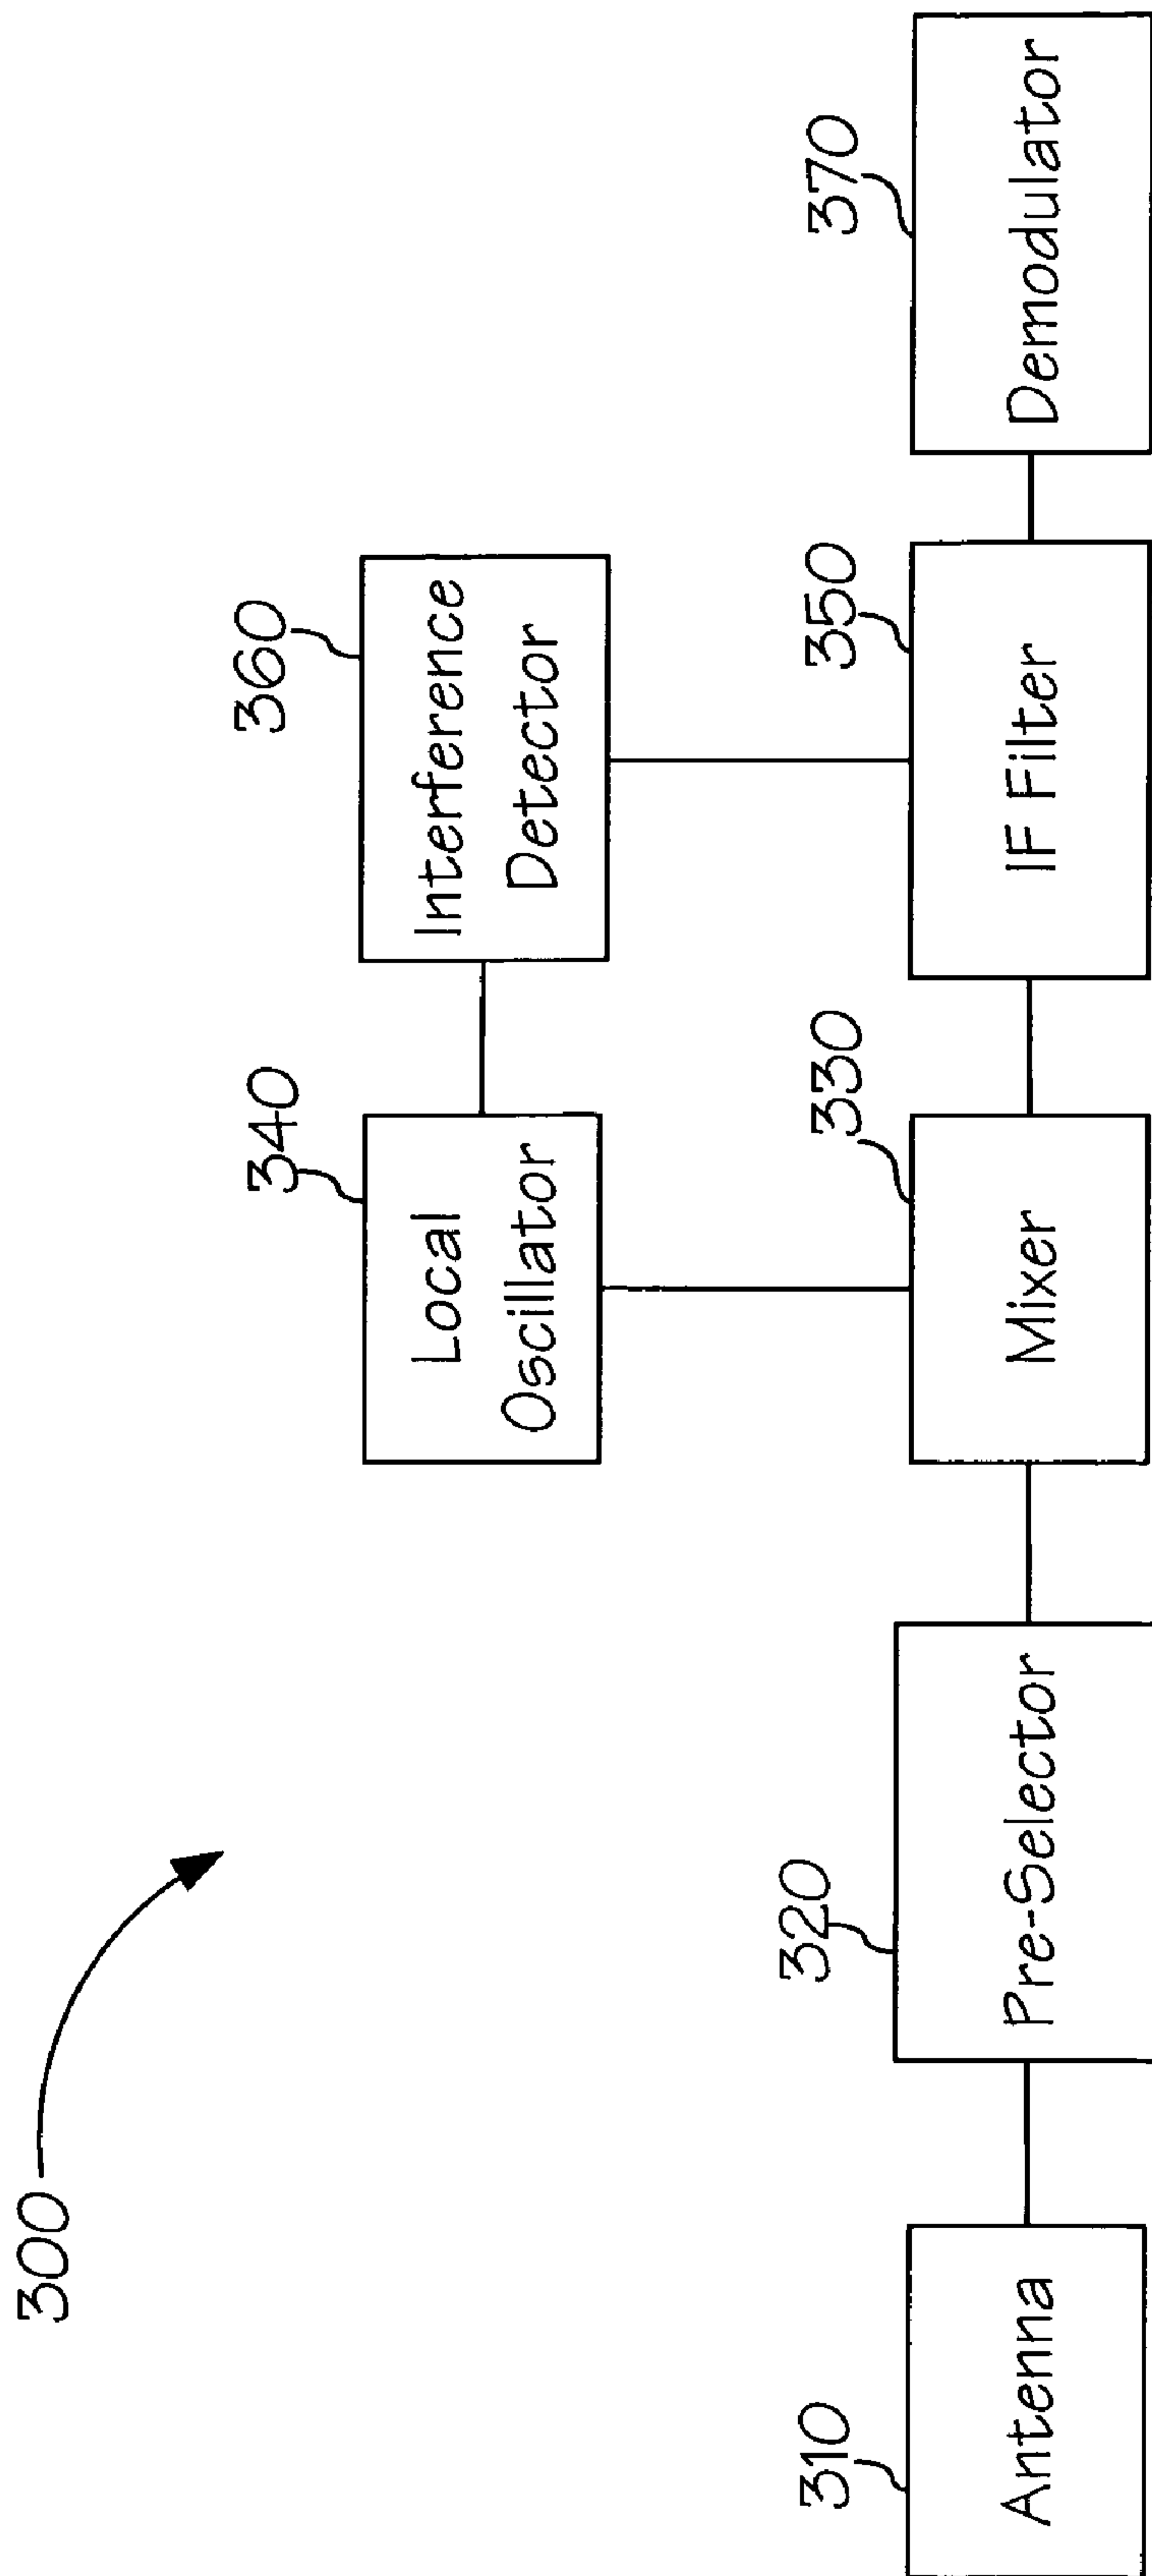 300
340
Local
Oscillator
360
Interference
Detector
310
Antenna
320
Pre-Selector
330
Mixer
350
IF Filter
370
Demodulator